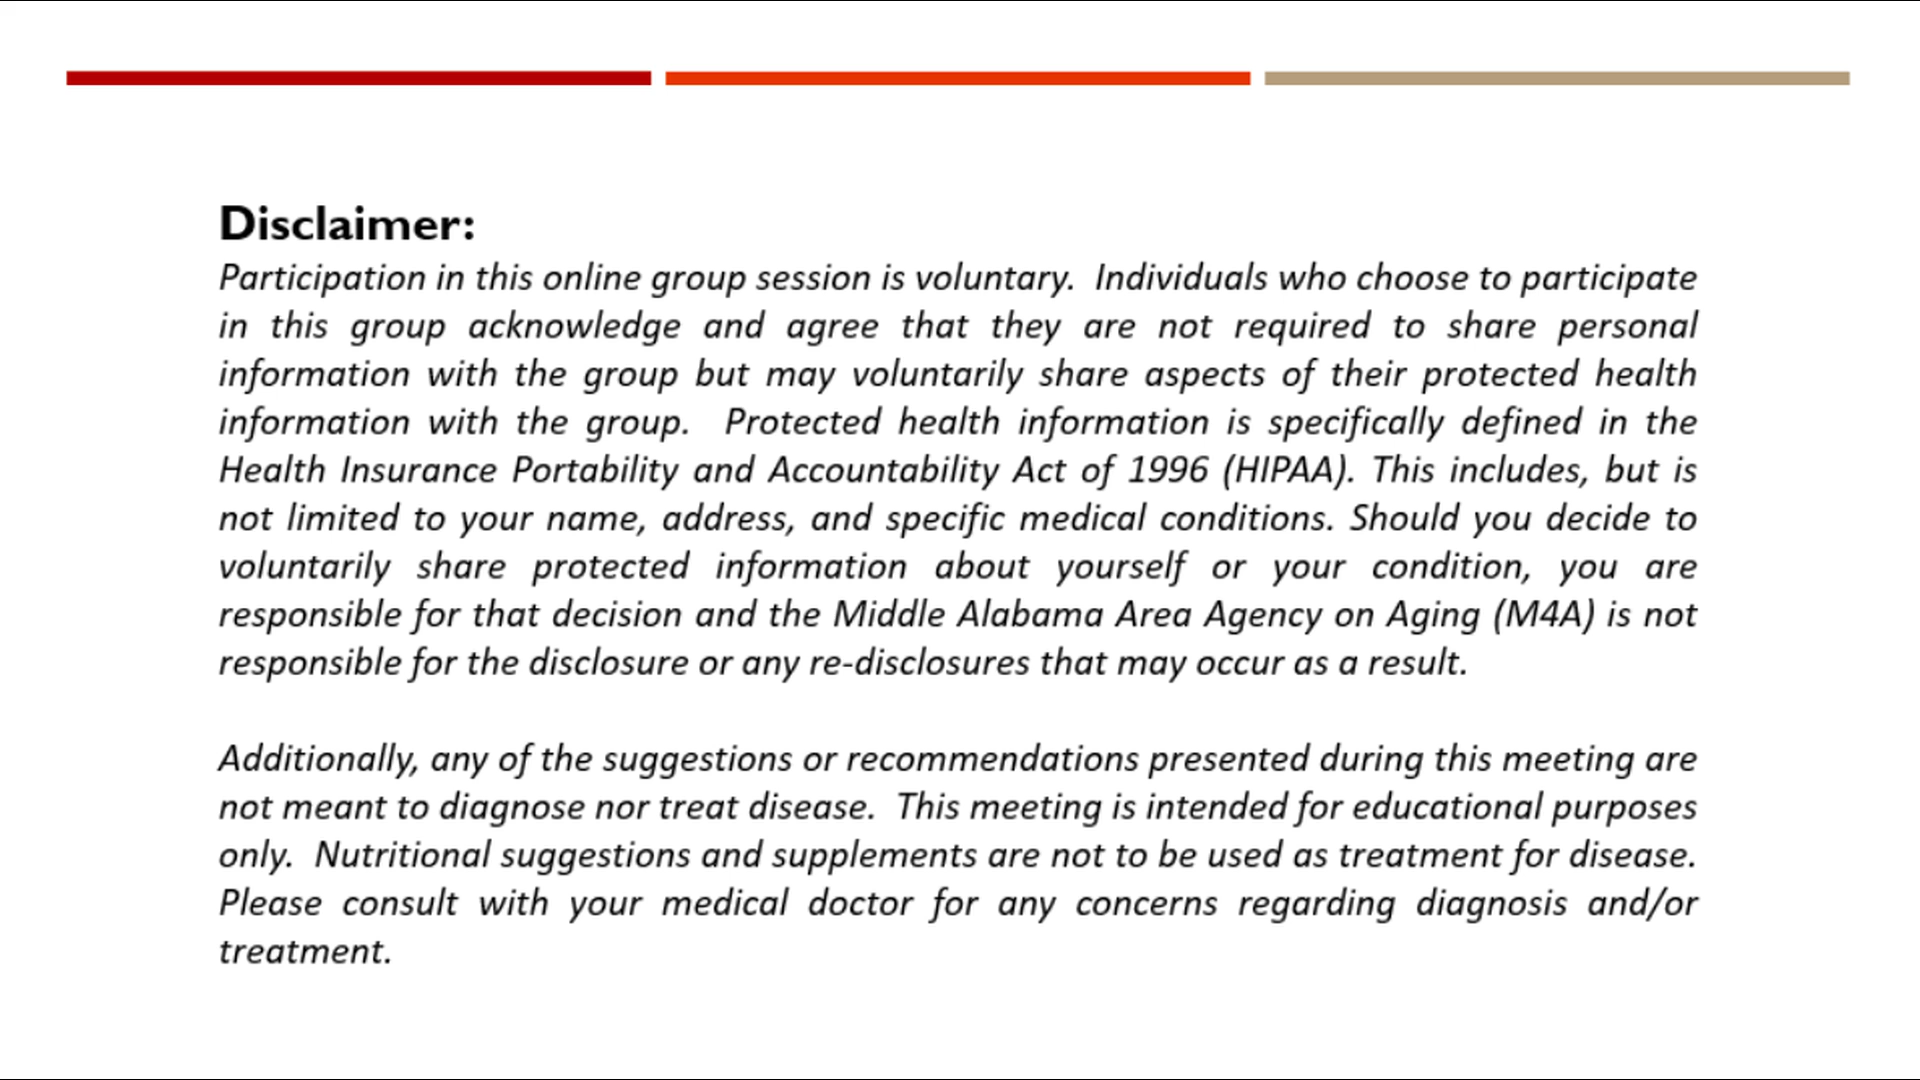 Disclaimer:
Participation in this online group session is voluntary.  Individuals who choose to participate
in this group acknowledge and agree that they are not required to share personal
information with the group but may voluntarily share aspects of their protected health
information with the group.  Protected health information is specifically defined in the
Health Insurance Portability and Accountability Act of 1996 (HIPAA). This includes, but is
not limited to your name, address, and specific medical conditions. Should you decide to
voluntarily share protected information about yourself or your condition, you are
responsible for that decision and the Middle Alabama Area Agency on Aging (M4A) is not
responsible for the disclosure or any re-disclosures that may occur as a result.
Additionally, any of the suggestions or recommendations presented during this meeting are
not meant to diagnose nor treat disease.  This meeting is intended for educational purposes
only.  Nutritional suggestions and supplements are not to be used as treatment for disease.
Please consult with your medical doctor for any concerns regarding diagnosis and/or
treatment.